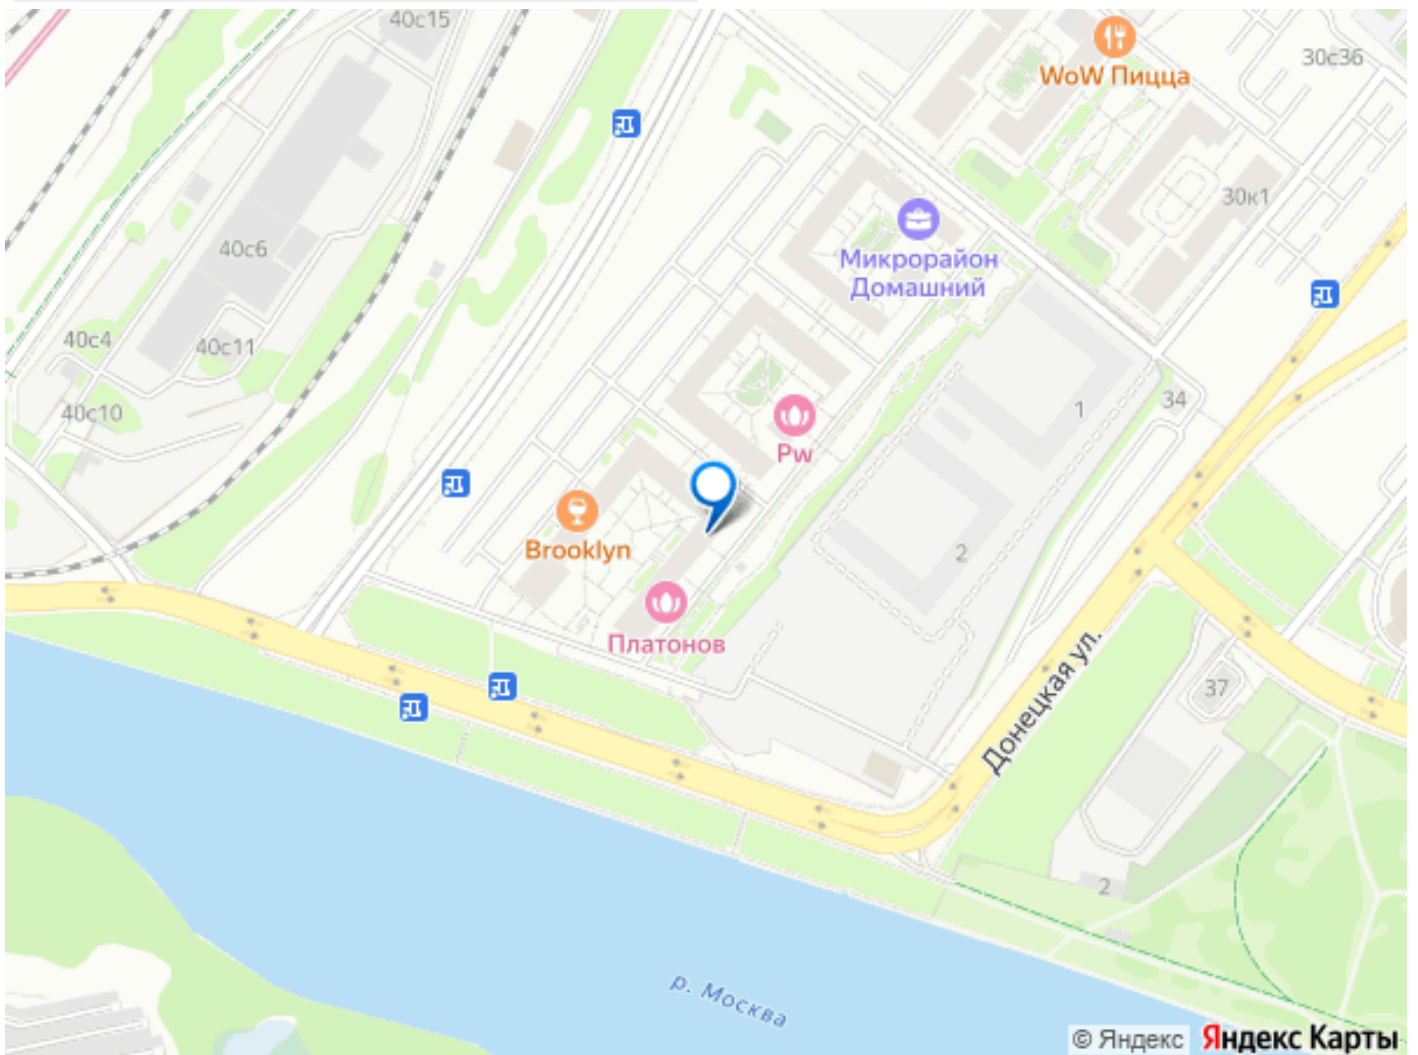 40с15
WoW Пицца
30с36
30к1
Микрорайон
Домашний
40с6
40с4
40с11
40с10
1
34
Pw
Brooklyn
2
Платонов
Донецкая ул.
37
2
р. Москва
© Яндекс Яндекс Карты